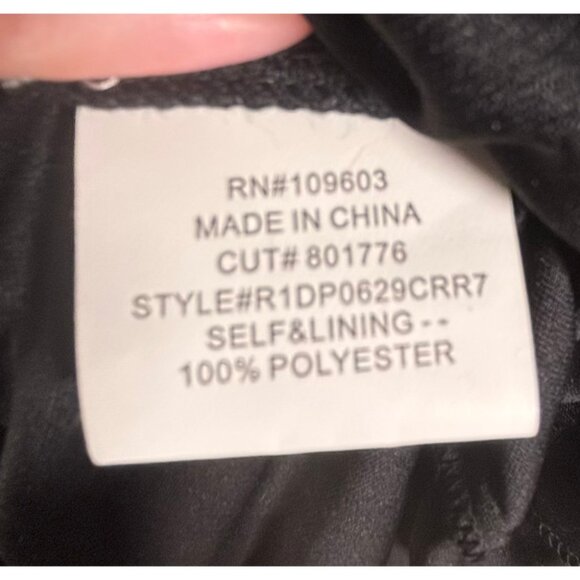 RN#109603
MADE IN CHINA
CUT# 801776
STYLE#R1DP0629CRR7
SELF&LINING - -
100% POLYESTER